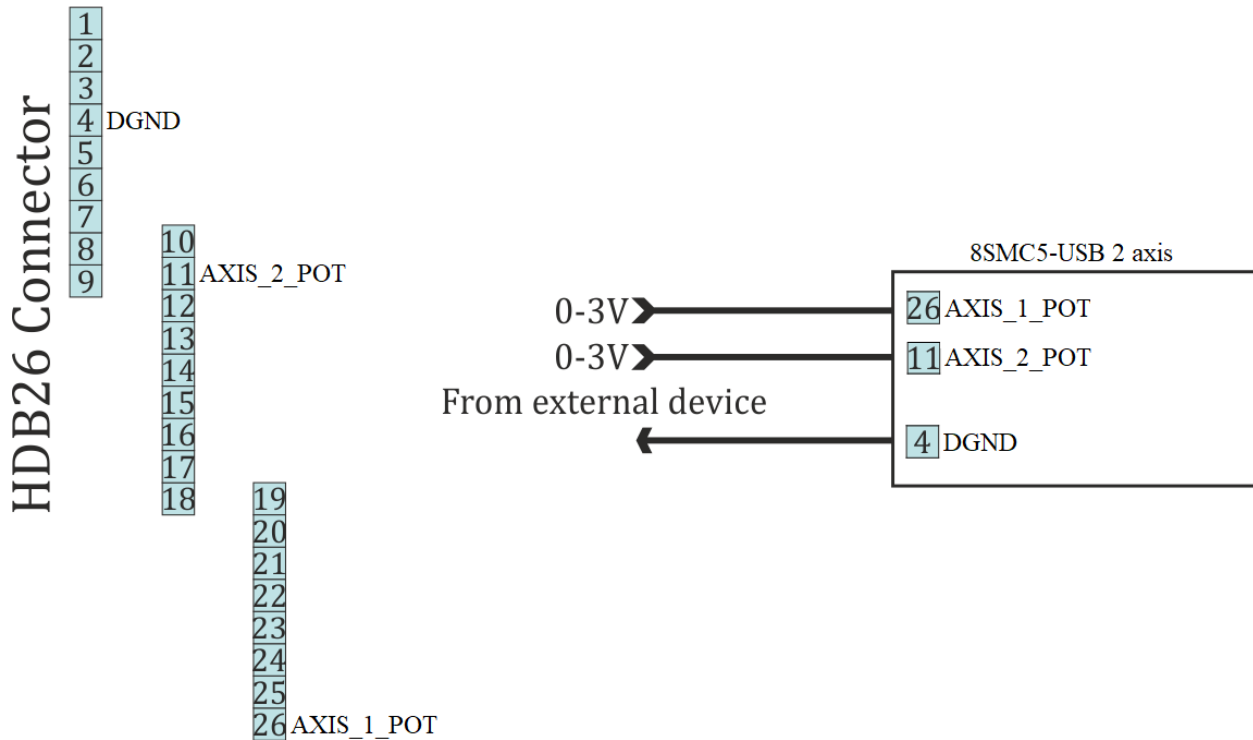 HDB26 Connector
1
2
3
4 DGND
5
6
7
8
9
10
11 AXIS_2_POT
12
13
14
15
16
17
18
19
20
21
22
23
24
25
26 AXIS_1_POT
8SMC5-USB 2 axis
0-3V
26 AXIS_1_POT
0-3V
11 AXIS_2_POT
From external device
4 DGND